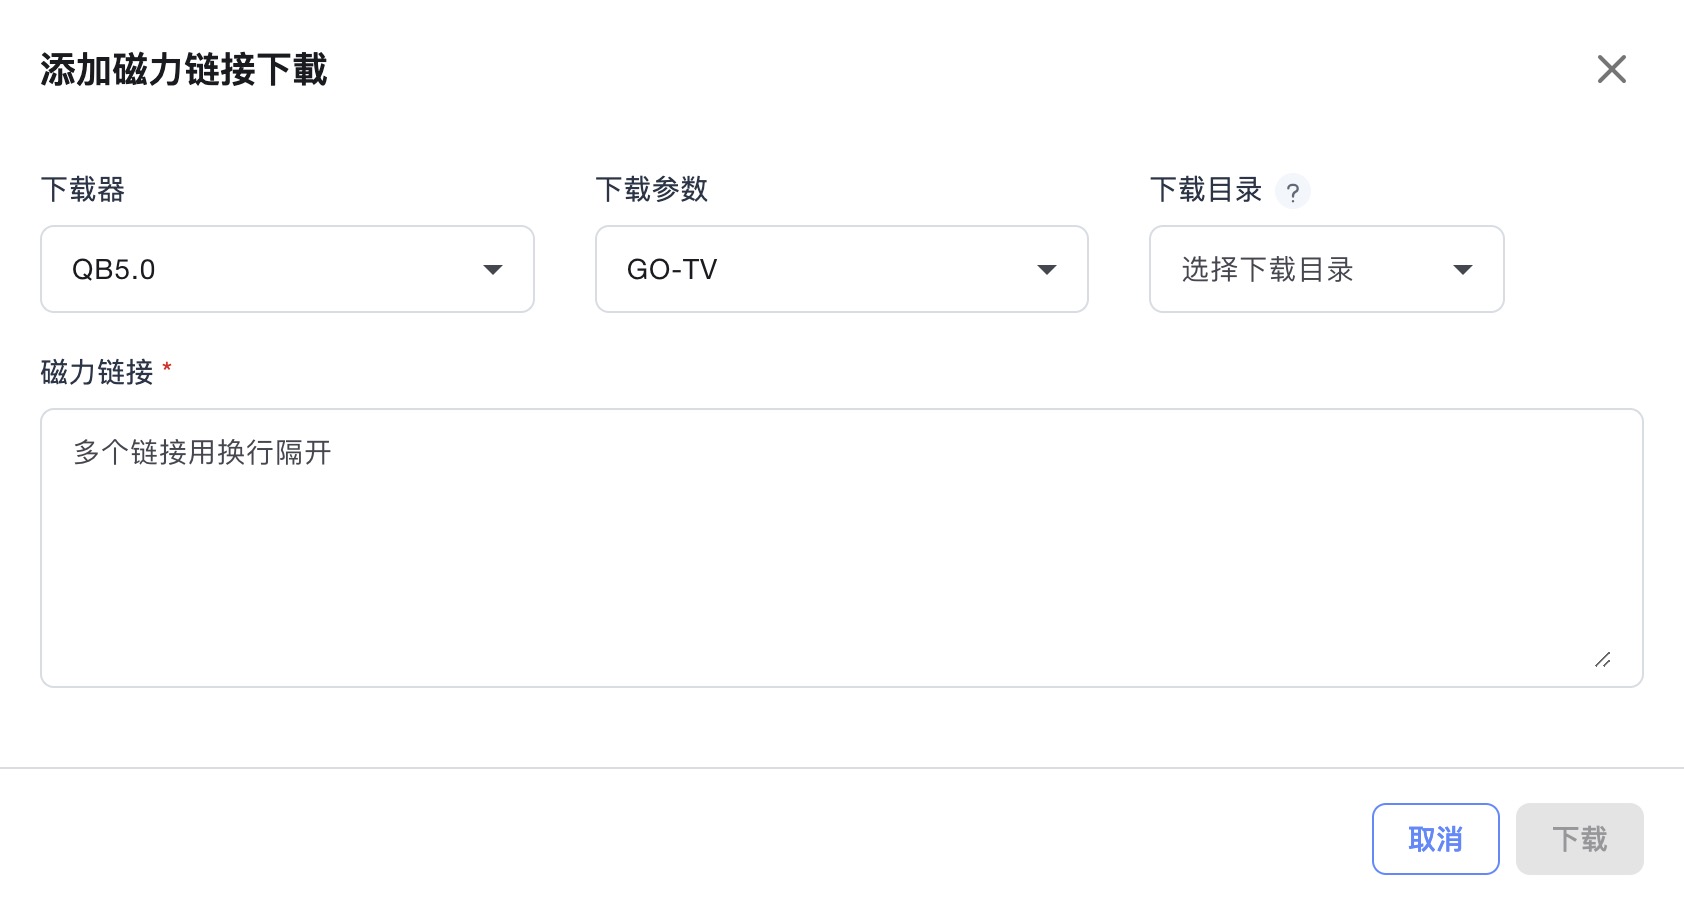 添加磁力链接下載
下载器
下载参数
下载目录 ?
QB5.0
GO-TV
选择下载目录
磁力链接 *
多个链接用换行隔开
取消
下载